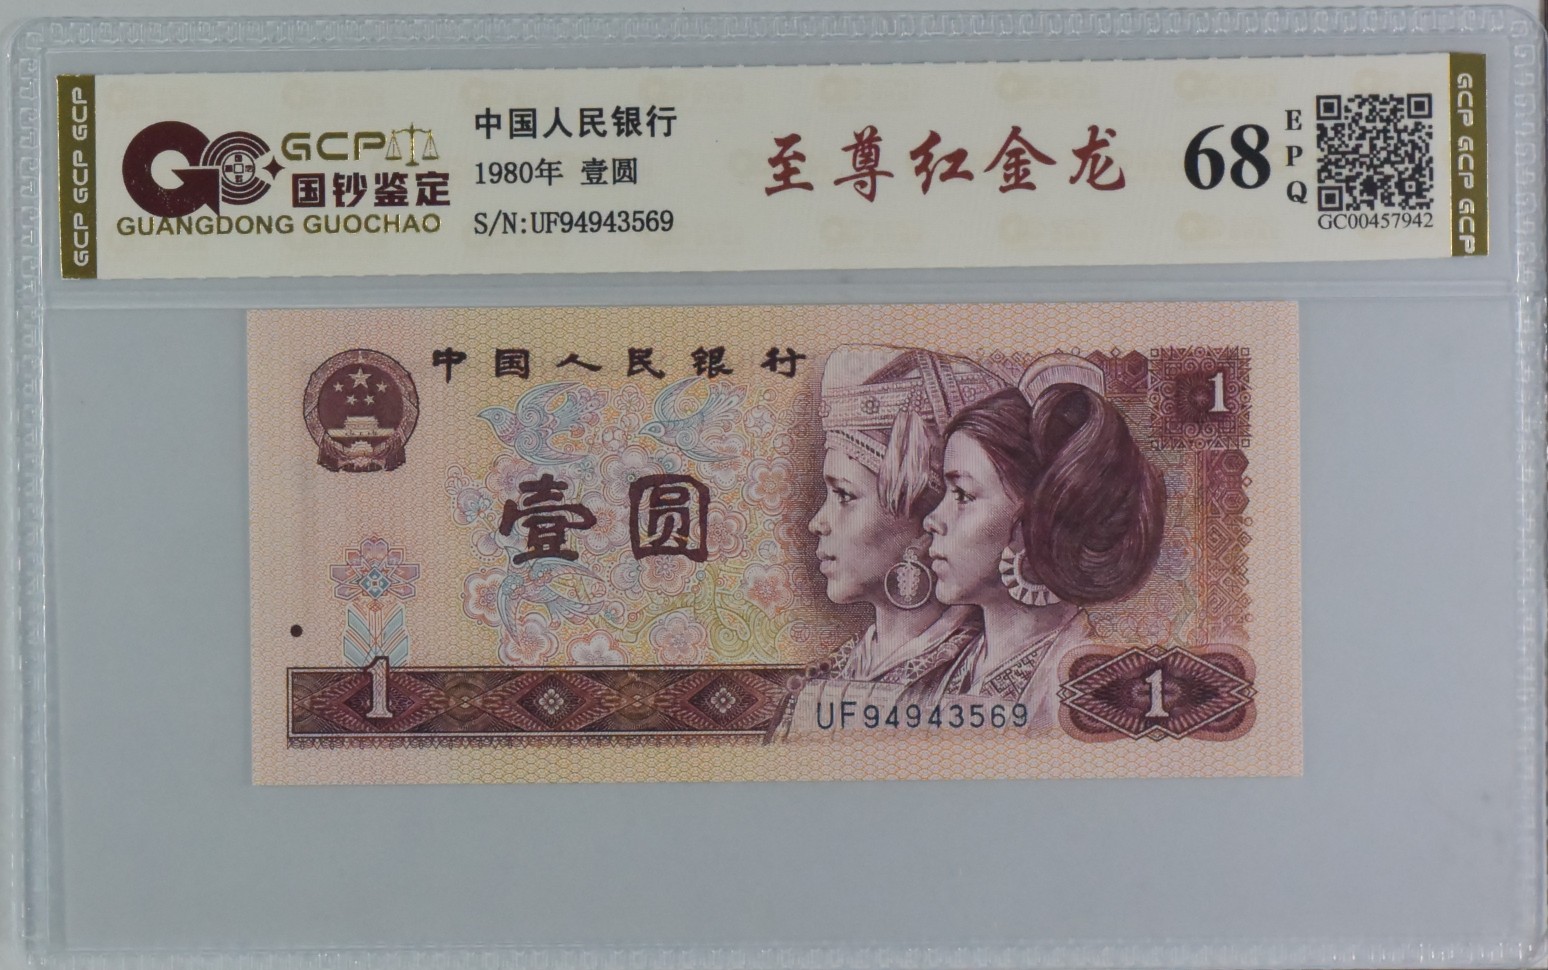 GCP GCP GCP
GCP
国钞鉴定
GUANGDONG GUOCHAO
中国人民银行
1980年 壹圆
S/N:UF94943569
至尊红金龙
68
EPQ
GC00457942
GCP GCP GCP
中国人民银行
1
壹圆
1
UF94943569
1